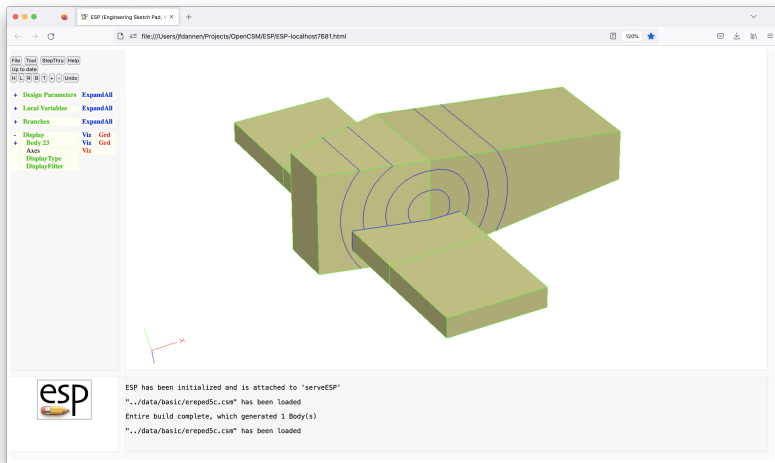 ESP (Engineering Sketch Pad, V
file:///Users/jfdannen/Projects/OpenCSM/ESP/ESP-localhost7681.html
120%
File Tool StepThru Help
Up to date
H L R B T + - Undo
+ Design Parameters ExpandAll
+ Local Variables ExpandAll
+ Branches ExpandAll
- Display Viz Grd
+ Body 23 Viz Grd
Axes Viz
DisplayType
DisplayFilter
X
esp
ESP has been initialized and is attached to 'serveESP'
"../data/basic/ereped5c.csm" has been loaded
Entire build complete, which generated 1 Body(s)
"../data/basic/ereped5c.csm" has been loaded